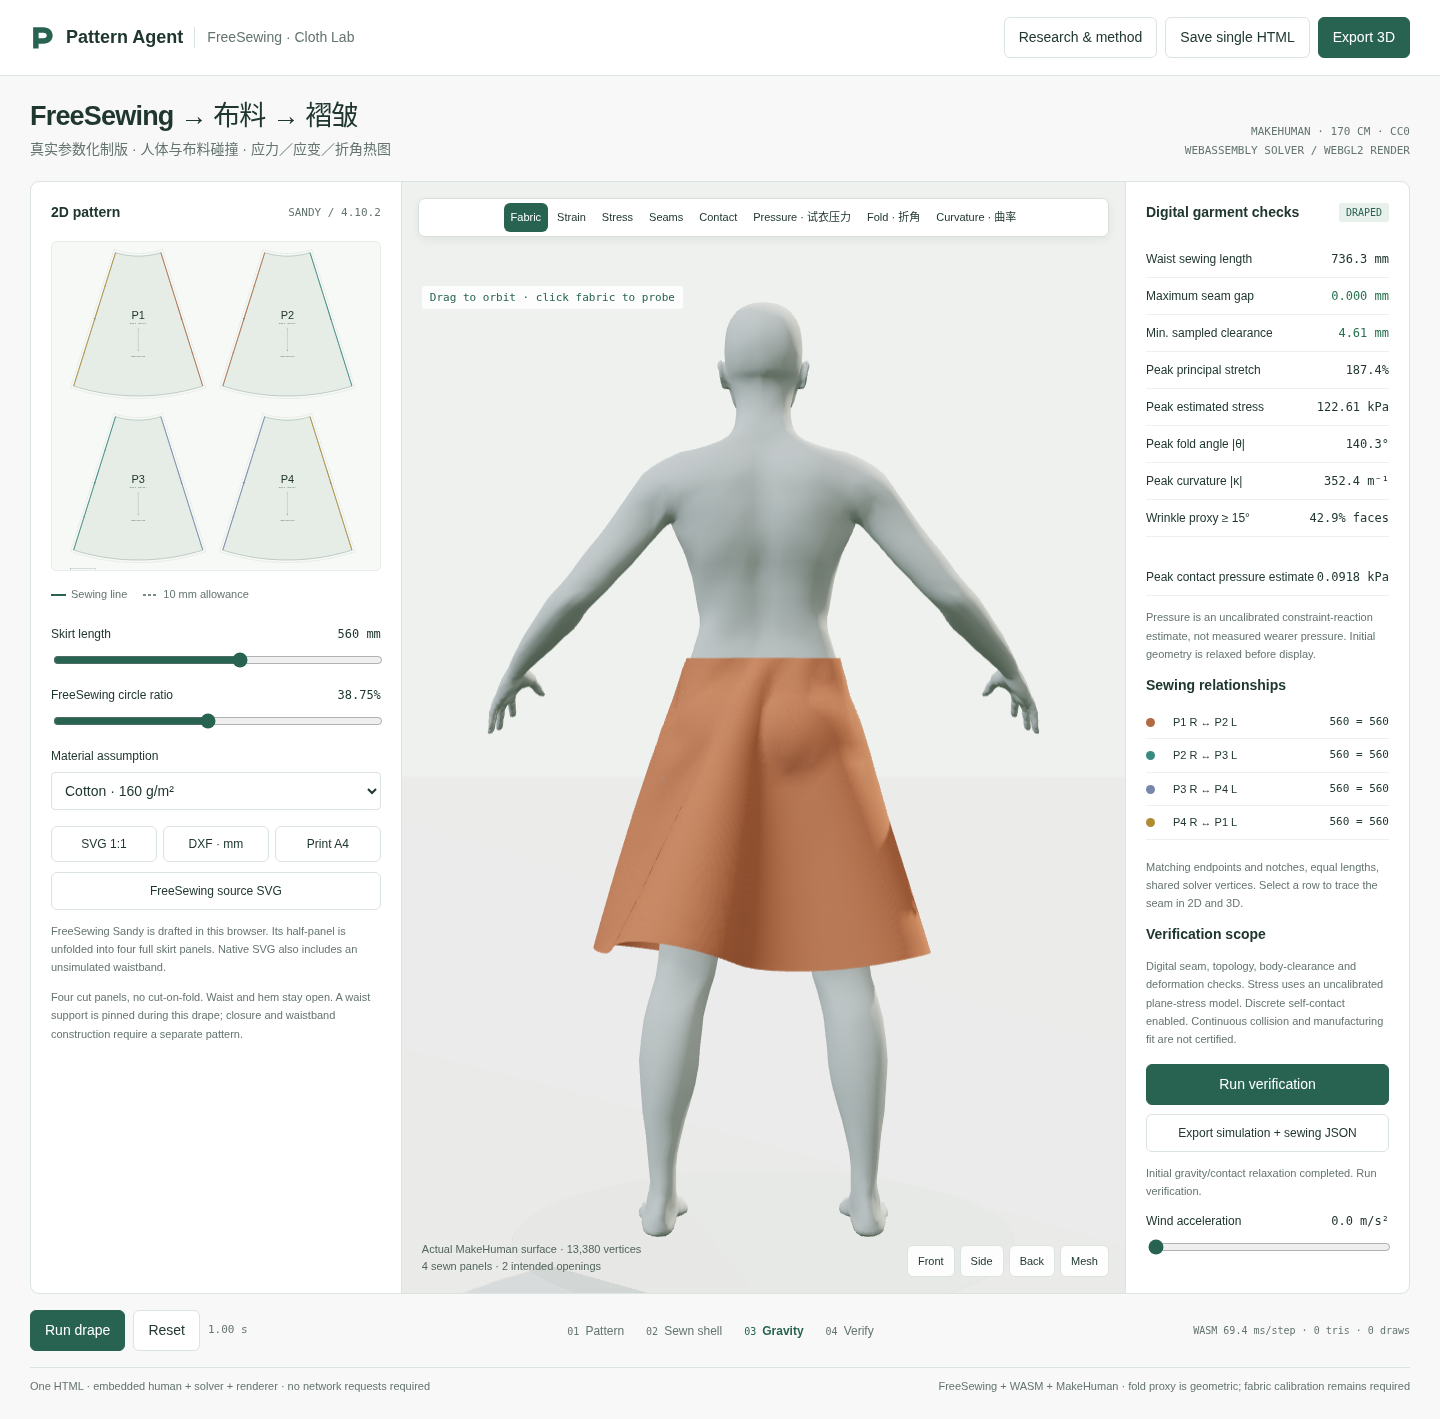 Pattern Agent
FreeSewing · Cloth Lab
Research & method
Save single HTML
Export 3D
FreeSewing → 布料 → 褶皱
真实参数化制版 · 人体与布料碰撞 · 应力／应变／折角热图
MAKEHUMAN · 170 CM · CC0
WEBASSEMBLY SOLVER / WEBGL2 RENDER
2D pattern
SANDY / 4.10.2
P1
P2
P3
P4
Sewing line
10 mm allowance
Skirt length
560 mm
FreeSewing circle ratio
38.75%
Material assumption
Cotton · 160 g/m²
SVG 1:1
DXF · mm
Print A4
FreeSewing source SVG
FreeSewing Sandy is drafted in this browser. Its half-panel is
unfolded into four full skirt panels. Native SVG also includes an
unsimulated waistband.
Four cut panels, no cut-on-fold. Waist and hem stay open. A waist
support is pinned during this drape; closure and waistband
construction require a separate pattern.
Fabric
Strain
Stress
Seams
Contact
Pressure · 试衣压力
Fold · 折角
Curvature · 曲率
Drag to orbit · click fabric to probe
Actual MakeHuman surface · 13,380 vertices
4 sewn panels · 2 intended openings
Front
Side
Back
Mesh
Digital garment checks
DRAPED
Waist sewing length
736.3 mm
Maximum seam gap
0.000 mm
Min. sampled clearance
4.61 mm
Peak principal stretch
187.4%
Peak estimated stress
122.61 kPa
Peak fold angle |θ|
140.3°
Peak curvature |κ|
352.4 m⁻¹
Wrinkle proxy ≥ 15°
42.9% faces
Peak contact pressure estimate
0.0918 kPa
Pressure is an uncalibrated constraint-reaction
estimate, not measured wearer pressure. Initial
geometry is relaxed before display.
Sewing relationships
P1 R ↔ P2 L
560 = 560
P2 R ↔ P3 L
560 = 560
P3 R ↔ P4 L
560 = 560
P4 R ↔ P1 L
560 = 560
Matching endpoints and notches, equal lengths,
shared solver vertices. Select a row to trace the
seam in 2D and 3D.
Verification scope
Digital seam, topology, body-clearance and
deformation checks. Stress uses an uncalibrated
plane-stress model. Discrete self-contact
enabled. Continuous collision and manufacturing
fit are not certified.
Run verification
Export simulation + sewing JSON
Initial gravity/contact relaxation completed. Run
verification.
Wind acceleration
0.0 m/s²
Run drape
Reset
1.00 s
01 Pattern
02 Sewn shell
03 Gravity
04 Verify
WASM 69.4 ms/step · 0 tris · 0 draws
One HTML · embedded human + solver + renderer · no network requests required
FreeSewing + WASM + MakeHuman · fold proxy is geometric; fabric calibration remains required